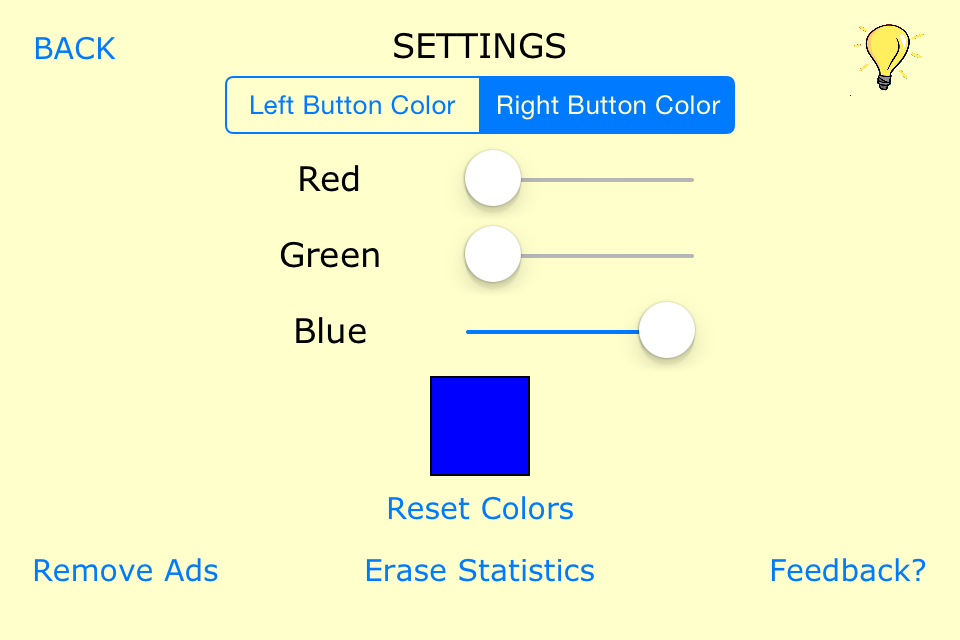 BACK
SETTINGS
Left Button Color
Right Button Color
Red
Green
Blue
Reset Colors
Remove Ads
Erase Statistics
Feedback?